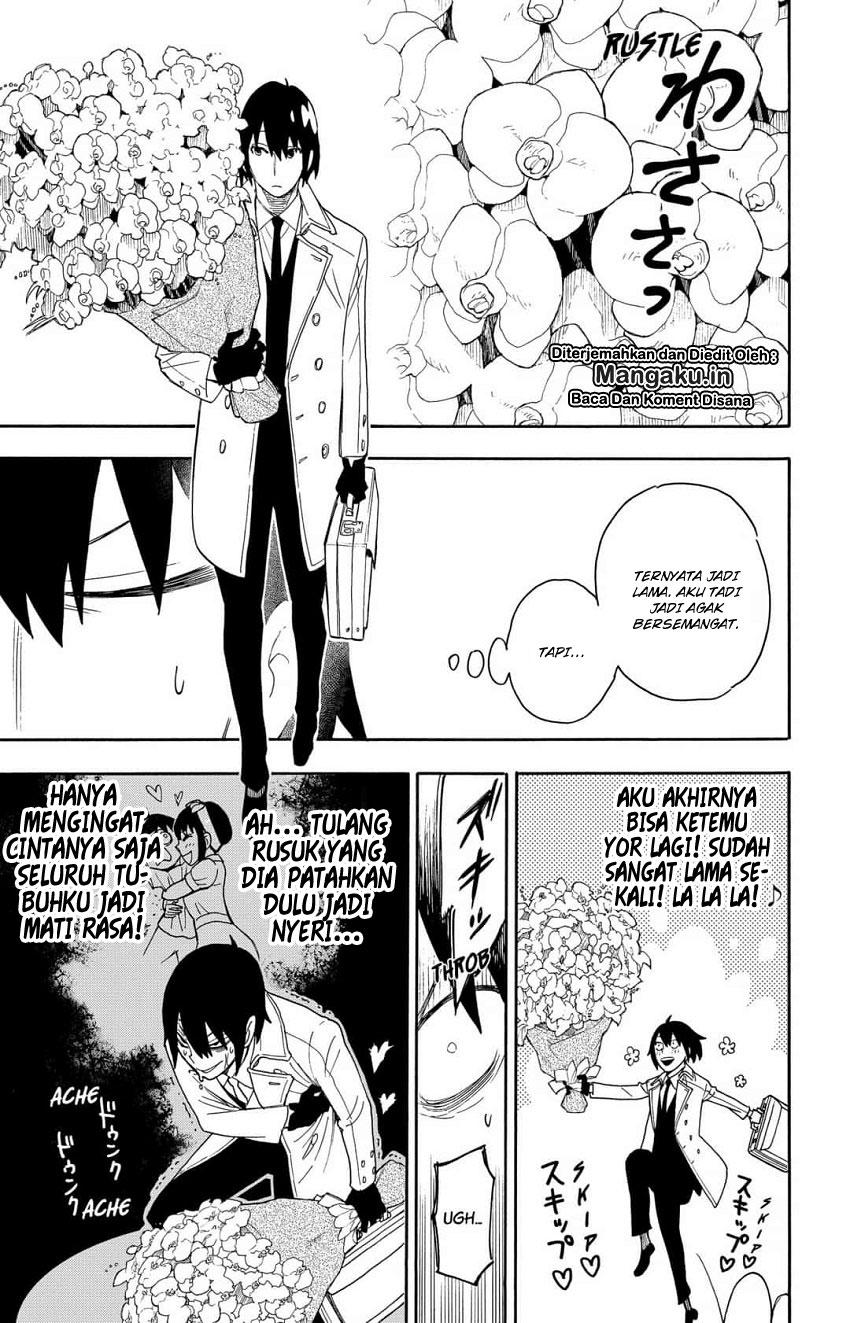 RUSTLE
わさささっ
Diterjemahkan dan Diedit Oleh :
Mangaku.in
Baca Dan Koment Disana
TERNYATA JADI
LAMA. AKU TADI
JADI AGAK
BERSEMANGAT.
TAPI...
AKU AKHIRNYA
BISA KETEMU
YOR LAGI! SUDAH
SANGAT LAMA SE-
KALI! LA LA LA! ♪
SKIP
スキップ♡
SKIP
スキップ♡
THROB
UGH...
AH... TULANG
RUSUK YANG
DIA PATAHKAN
DULU JADI
NYERI...
HANYA
MENGINGAT
CINTANYA SAJA
SELURUH TU-
BUHKU JADI
MATI RASA!
ACHE
ドゥンク
ドゥンク
ACHE